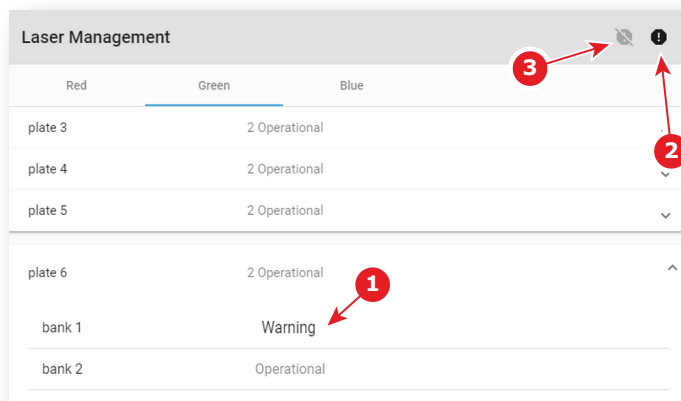 Laser Management
3
2
Red Green Blue
plate 3 2 Operational
plate 4 2 Operational
plate 5 2 Operational
plate 6 2 Operational
1
bank 1 Warning
bank 2 Operational